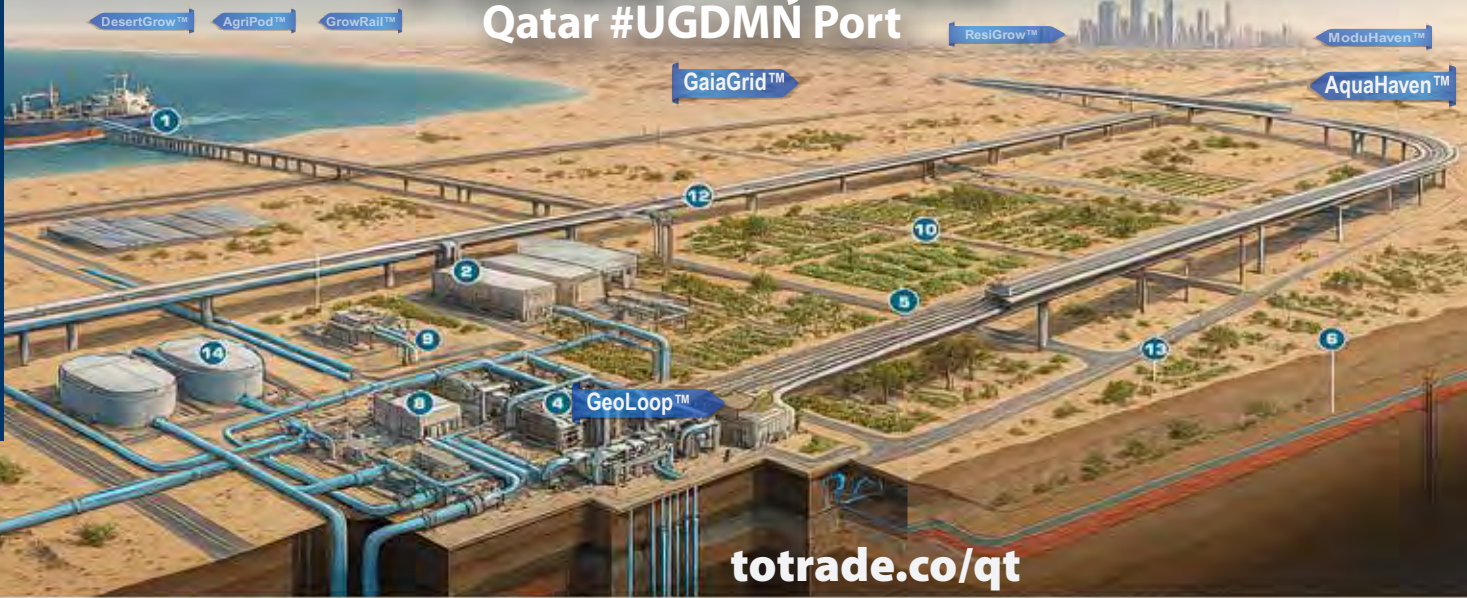 Qatar #UGDMŃ Port
DesertGrow™
AgriPod™
GrowRail™
ResiGrow™
ModuHaven™
GaiaGrid™
AquaHaven™
1
12
10
2
5
9
13
6
14
8
4
GeoLoop™
totrade.co/qt